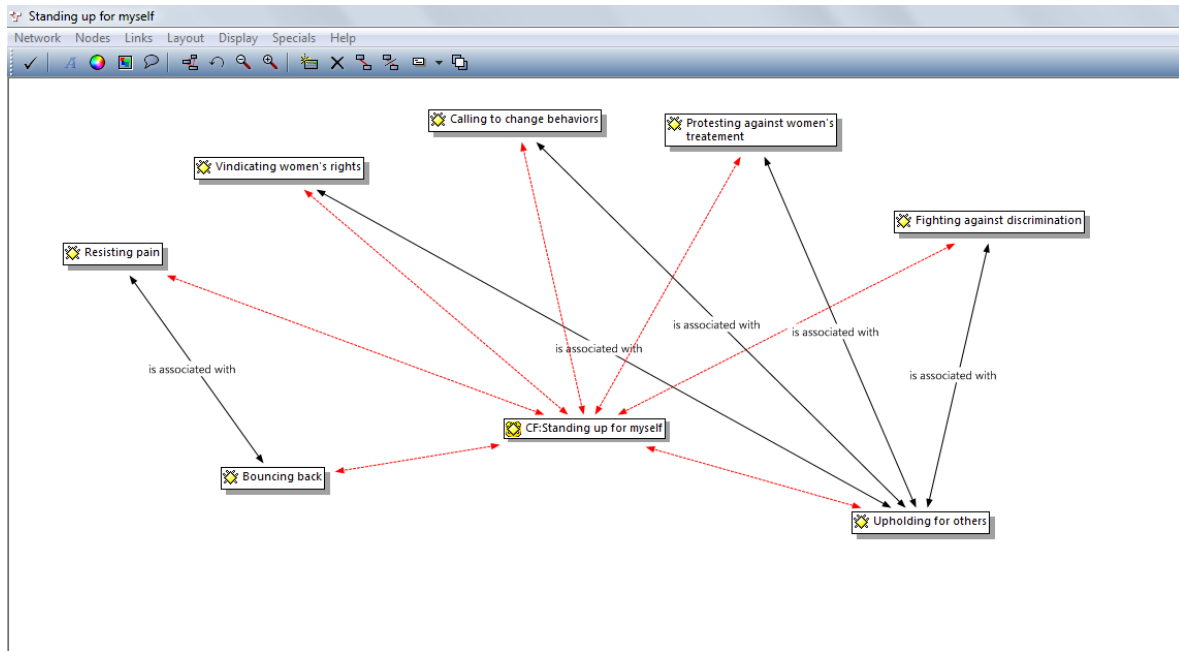 Standing up for myself
Network Nodes Links Layout Display Specials Help
Calling to change behaviors
Protesting against women's
treatement
Vindicating women's rights
Fighting against discrimination
Resisting pain
is associated with
is associated with
is associated with
is associated with
is associated with
CF:Standing up for myself
Bouncing back
Upholding for others